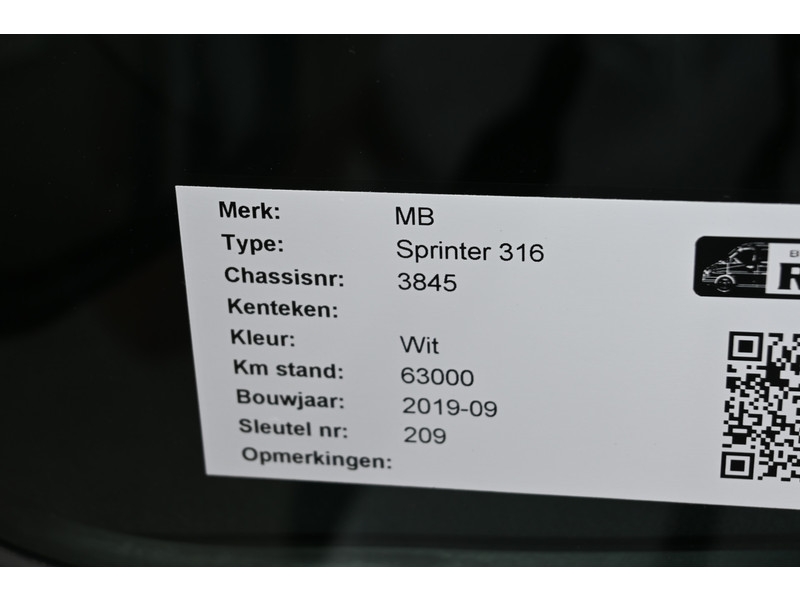 Merk: MB
Type: Sprinter 316
Chassisnr: 3845
Kenteken:
Kleur: Wit
Km stand: 63000
Bouwjaar: 2019-09
Sleutel nr: 209
Opmerkingen: